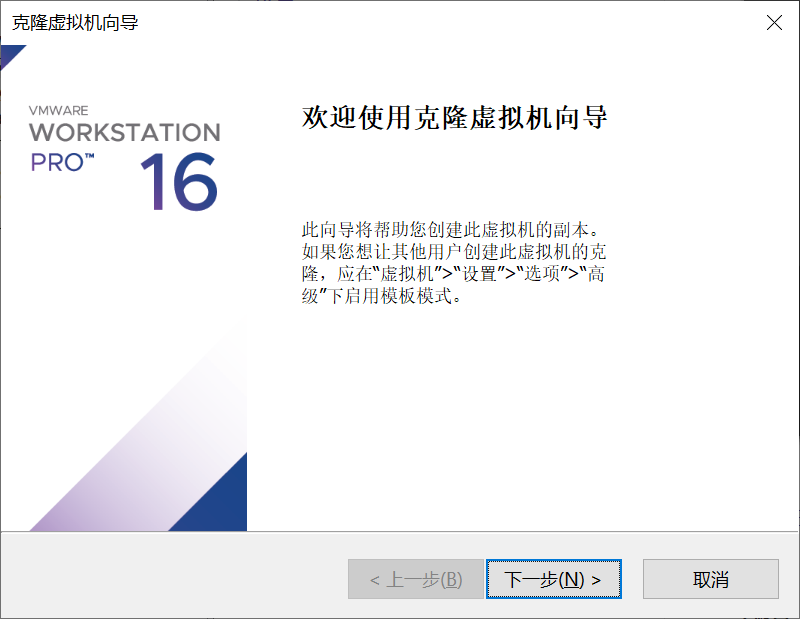 克隆虚拟机向导
VMWARE
WORKSTATION
PRO™ 16
欢迎使用克隆虚拟机向导
此向导将帮助您创建此虚拟机的副本。
如果您想让其他用户创建此虚拟机的克
隆，应在“虚拟机”>“设置”>“选项”>“高
级”下启用模板模式。
< 上一步(B)
下一步(N) >
取消